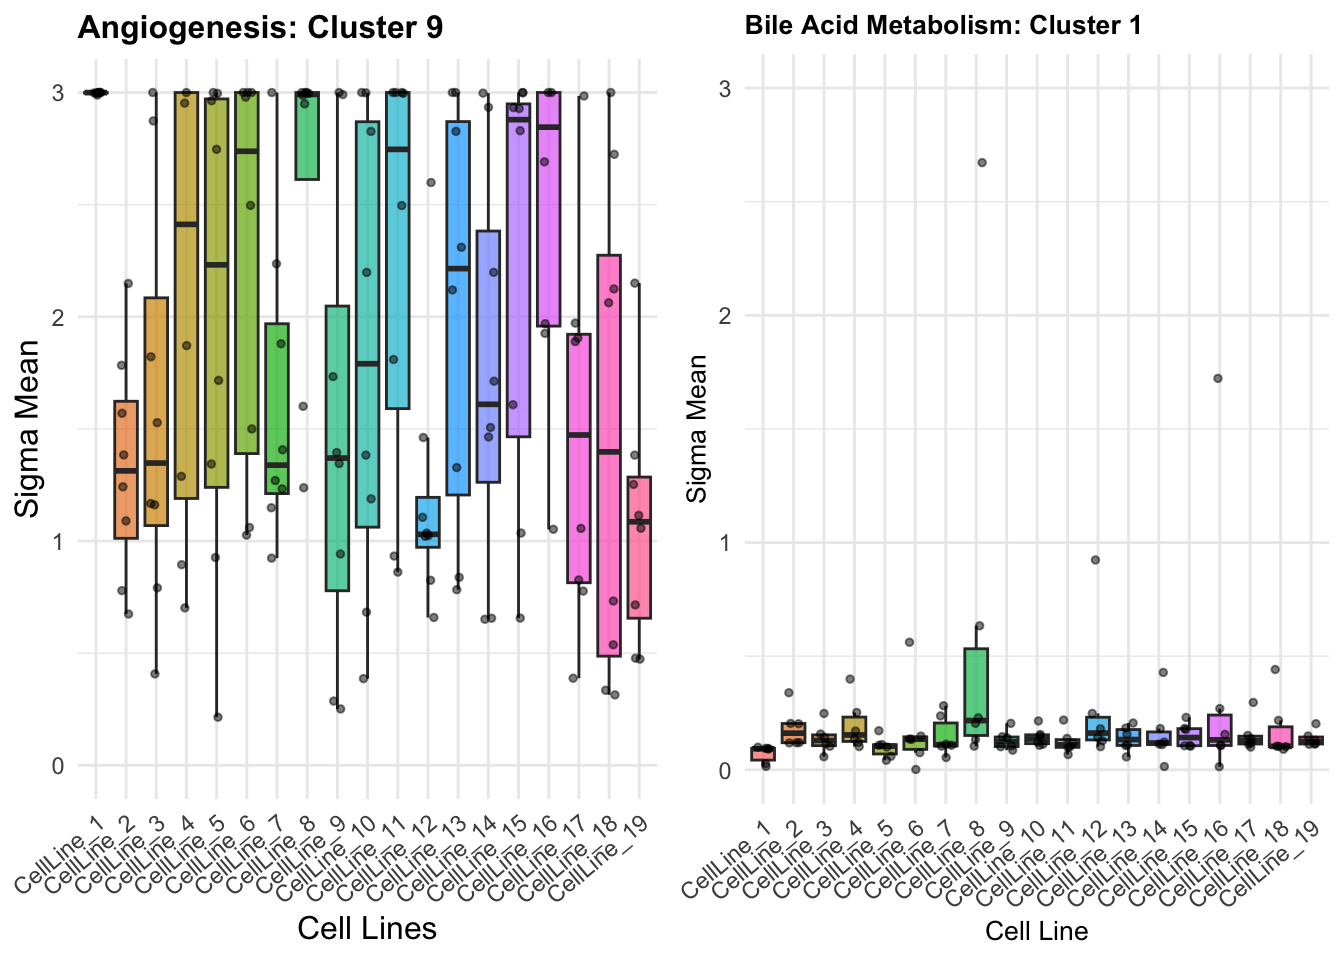 Angiogenesis: Cluster 9
Sigma Mean
3
2
1
0
CellLine_1
CellLine_2
CellLine_3
CellLine_4
CellLine_5
CellLine_6
CellLine_7
CellLine_8
CellLine_9
CellLine_10
CellLine_11
CellLine_12
CellLine_13
CellLine_14
CellLine_15
CellLine_16
CellLine_17
CellLine_18
CellLine_19
Cell Lines
Bile Acid Metabolism: Cluster 1
Sigma Mean
3
2
1
0
CellLine_1
CellLine_2
CellLine_3
CellLine_4
CellLine_5
CellLine_6
CellLine_7
CellLine_8
CellLine_9
CellLine_10
CellLine_11
CellLine_12
CellLine_13
CellLine_14
CellLine_15
CellLine_16
CellLine_17
CellLine_18
CellLine_19
Cell Line